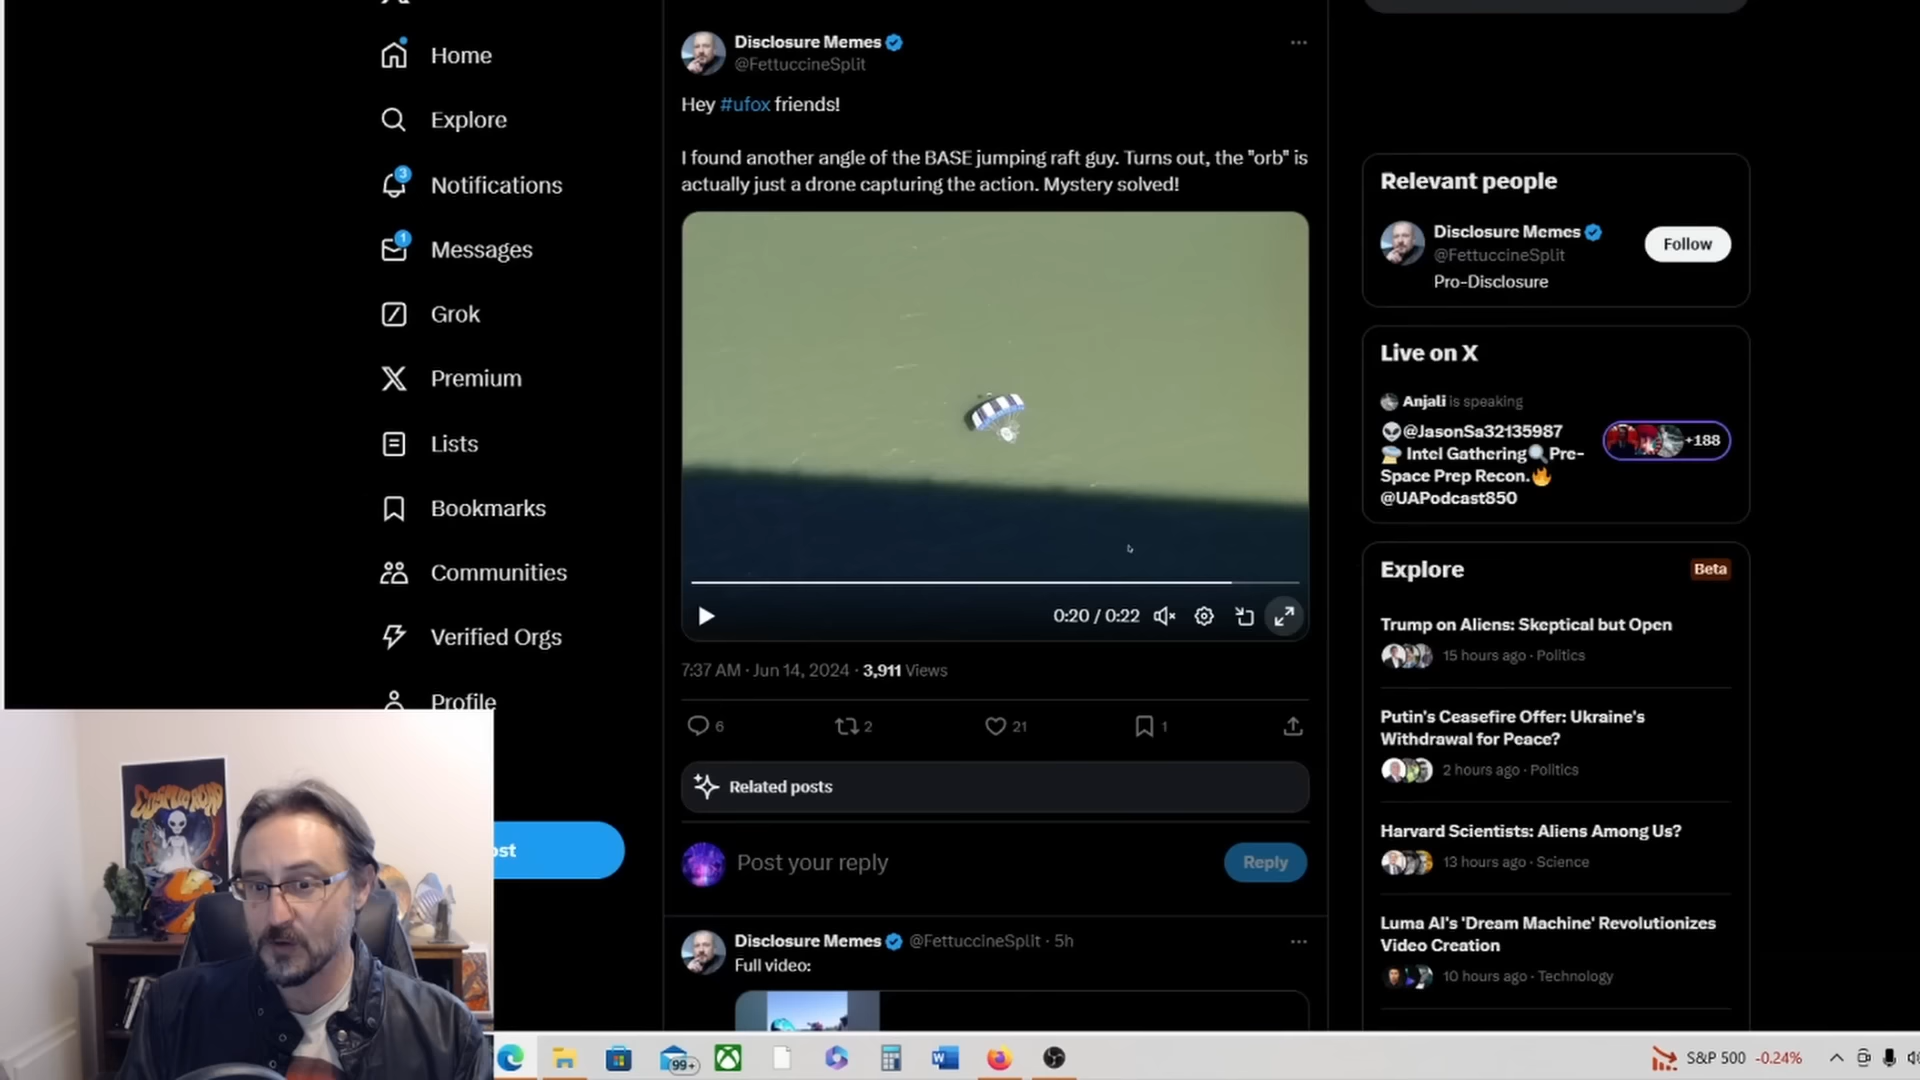 Home
Explore
3
Notifications
1
Messages
Grok
Premium
Lists
Bookmarks
Communities
Verified Orgs
Profile
ost
Disclosure Memes
@FettuccineSplit
Hey #ufox friends!
I found another angle of the BASE jumping raft guy. Turns out, the "orb" is
actually just a drone capturing the action. Mystery solved!
0:20 / 0:22
7:37 AM · Jun 14, 2024 · 3,911 Views
6
2
21
1
Related posts
Post your reply
Reply
Disclosure Memes @FettuccineSplit · 5h
Full video:
Relevant people
Disclosure Memes
@FettuccineSplit
Pro-Disclosure
Follow
Live on X
Anjali is speaking
@JasonSa32135987
Intel Gathering Pre-
Space Prep Recon.
@UAPodcast850
+188
Explore
Beta
Trump on Aliens: Skeptical but Open
15 hours ago · Politics
Putin's Ceasefire Offer: Ukraine's
Withdrawal for Peace?
2 hours ago · Politics
Harvard Scientists: Aliens Among Us?
13 hours ago · Science
Luma AI's 'Dream Machine' Revolutionizes
Video Creation
10 hours ago · Technology
99+
S&P 500 -0.24%